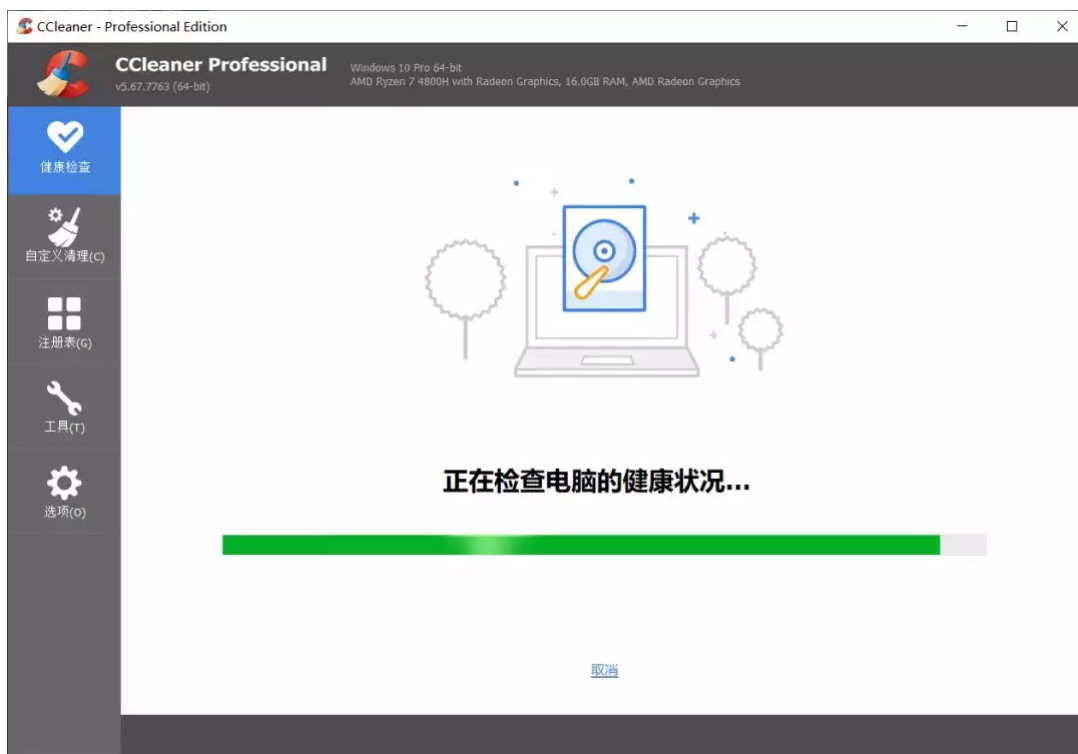 CCleaner - Professional Edition
CCleaner Professional
v5.67.7763 (64-bit)
Windows 10 Pro 64-bit
AMD Ryzen 7 4800H with Radeon Graphics, 16.0GB RAM, AMD Radeon Graphics
健康检查
自定义清理(C)
注册表(G)
工具(T)
选项(O)
正在检查电脑的健康状况...
取消